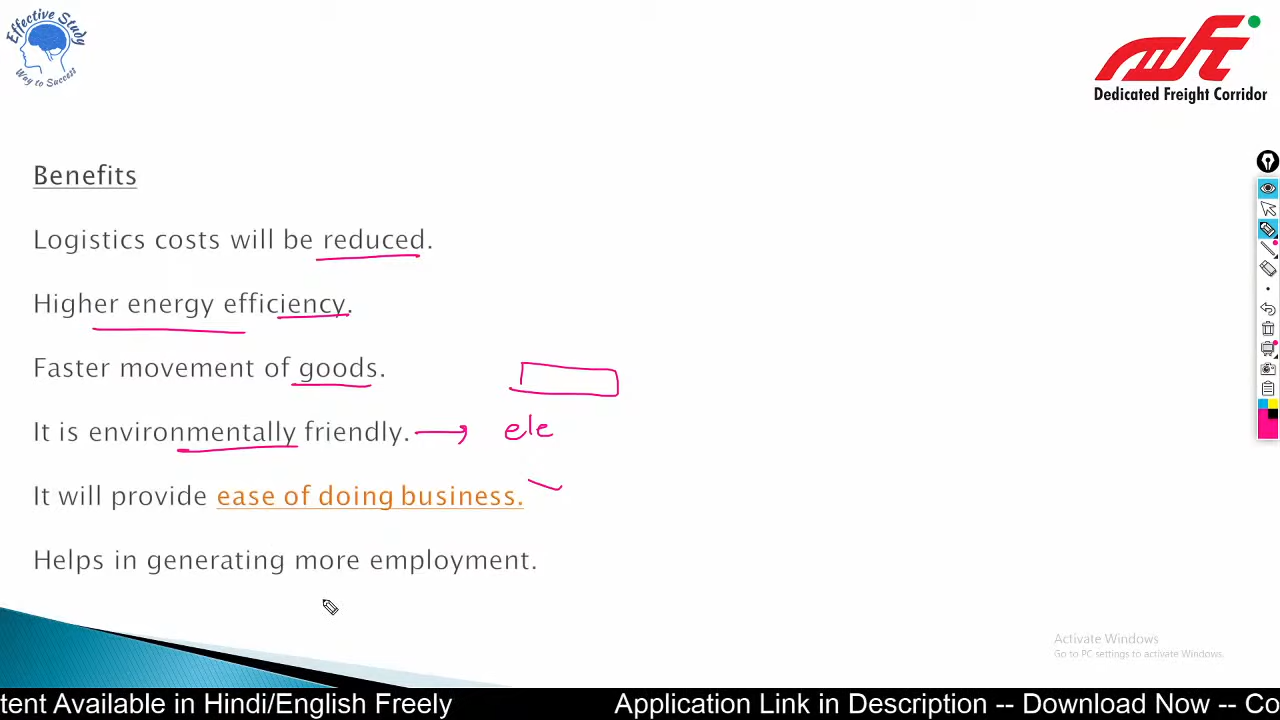 Effective Study
Way to Success
Dedicated Freight Corridor
Benefits
Logistics costs will be reduced.
Higher energy efficiency.
Faster movement of goods.
It is environmentally friendly. → ele
It will provide ease of doing business.
Helps in generating more employment.
Activate Windows
Go to PC settings to activate Windows.
tent Available in Hindi/English Freely Application Link in Description -- Download Now -- Co